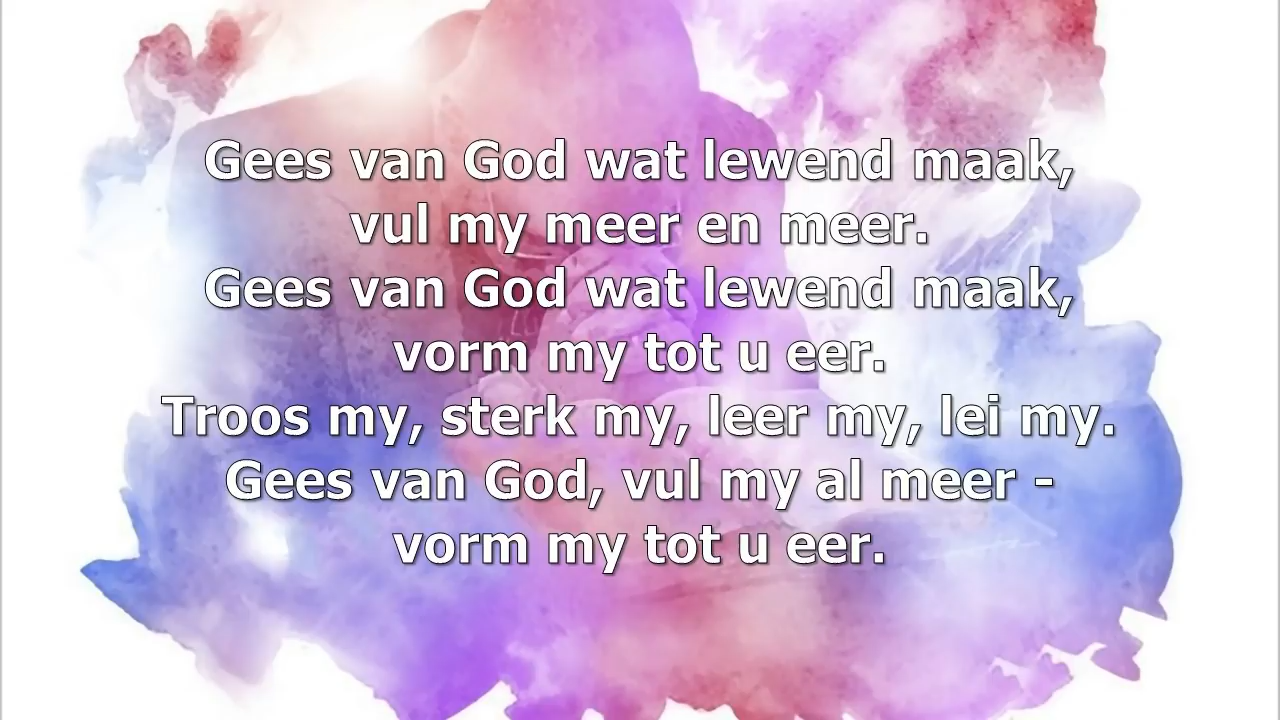 Gees van God wat lewend maak,
vul my meer en meer.
Gees van God wat lewend maak,
vorm my tot u eer.
Troos my, sterk my, leer my, lei my.
Gees van God, vul my al meer -
vorm my tot u eer.